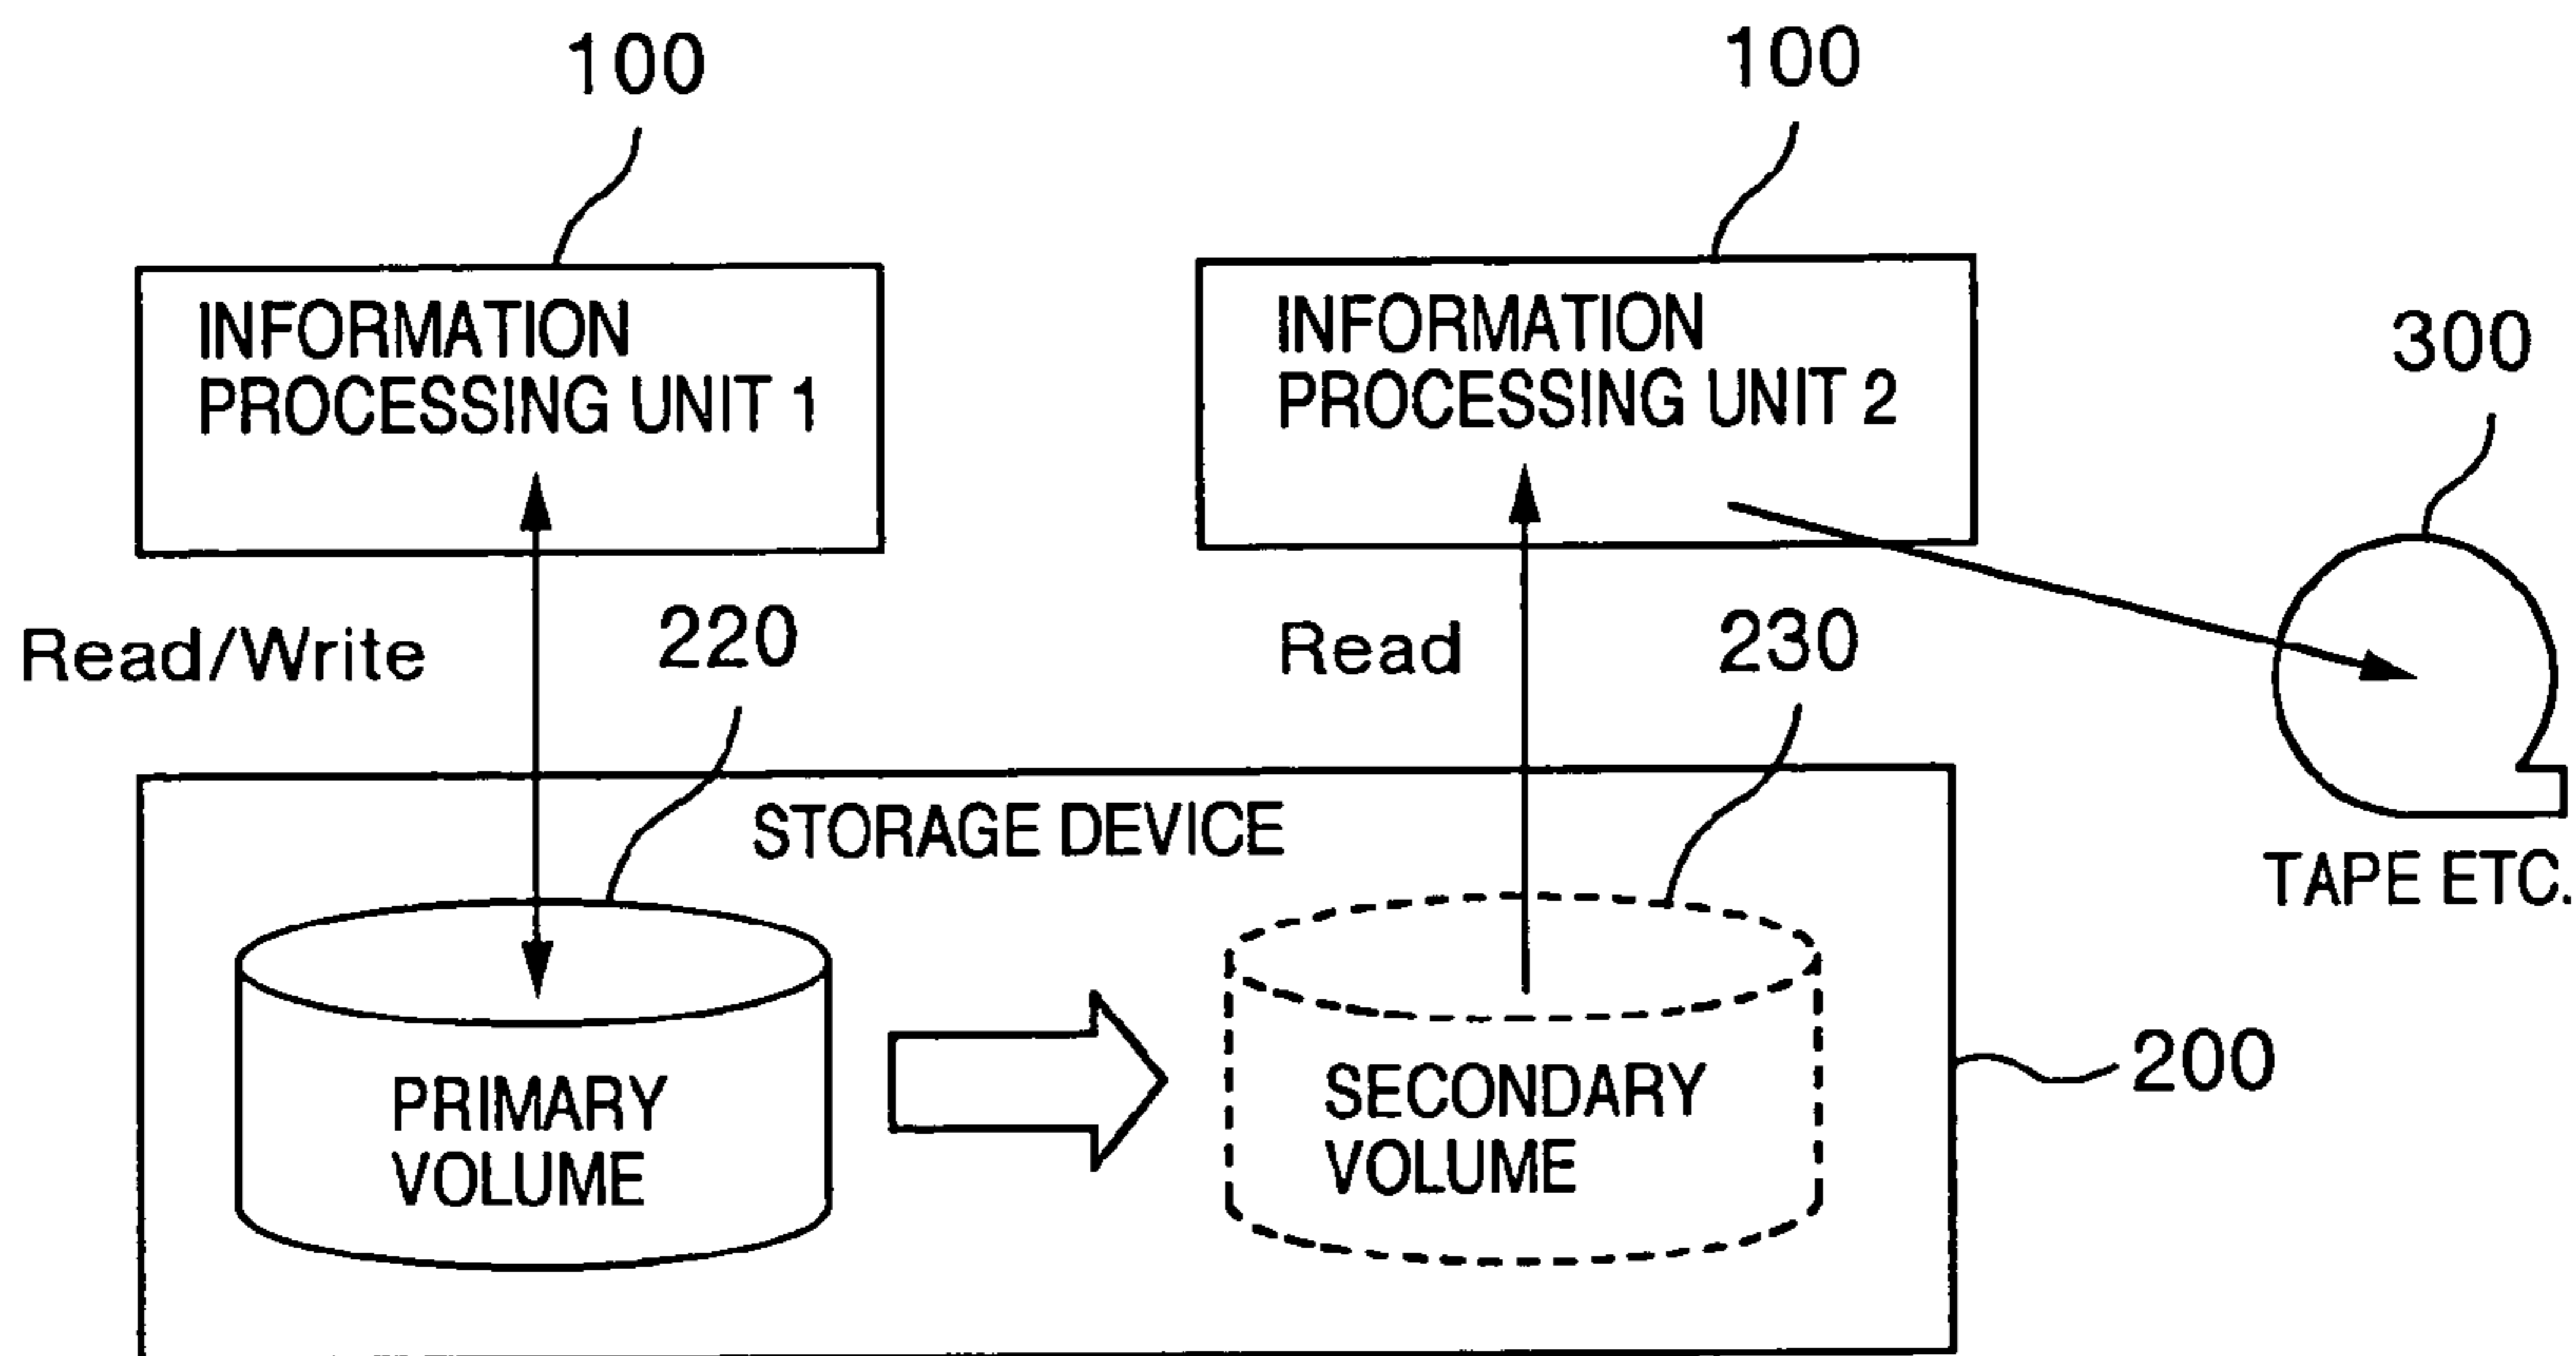 100
100
INFORMATION
PROCESSING UNIT 1
INFORMATION
PROCESSING UNIT 2
300
Read/Write
220
Read
230
STORAGE DEVICE
TAPE ETC.
PRIMARY
VOLUME
SECONDARY
VOLUME
200